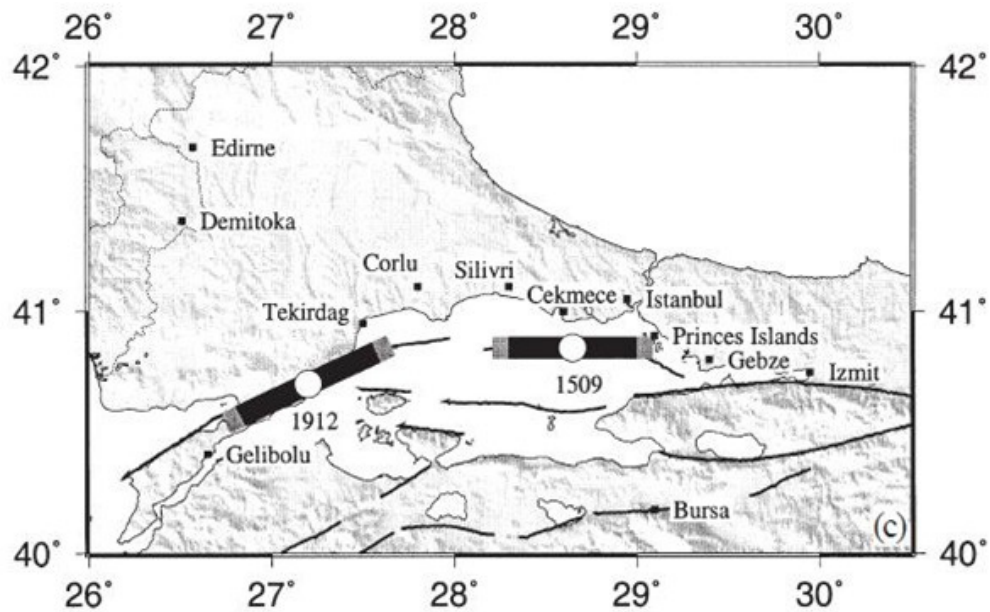 26° 27° 28° 29° 30°
42° 42°
Edirne
Demitoka
Corlu Silivri
Cekmece Istanbul
Tekirdag
41° 41°
Princes Islands
Gebze
1509 Izmit
1912
Gelibolu
Bursa
(c)
40° 40°
26° 27° 28° 29° 30°